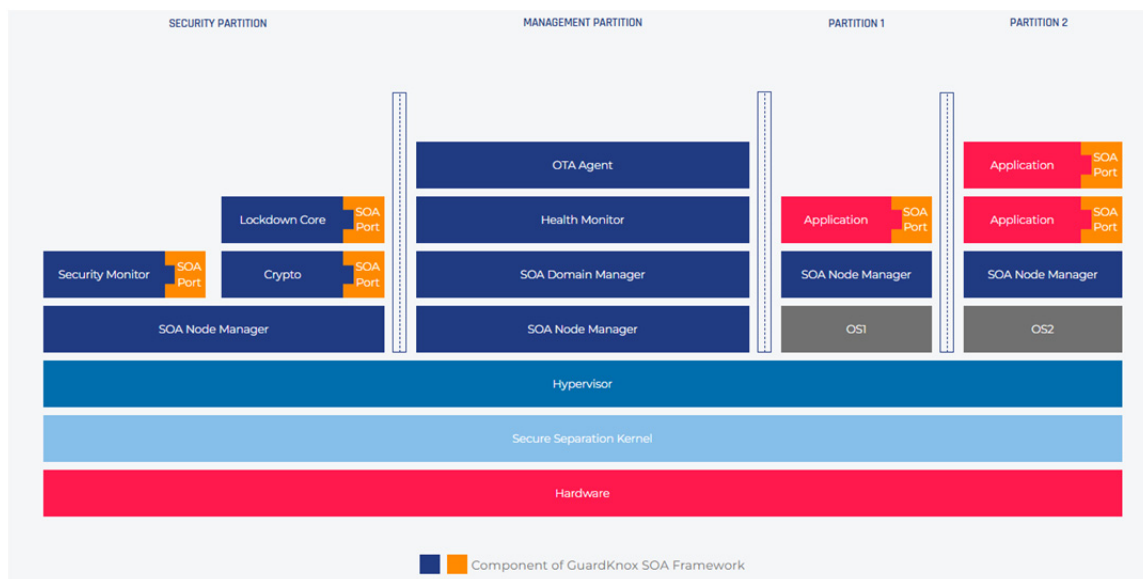 SECURITY PARTITION
MANAGEMENT PARTITION
PARTITION 1
PARTITION 2
OTA Agent
Application
SOA
Port
Lockdown Core
SOA
Port
Health Monitor
Application
SOA
Port
Application
SOA
Port
Security Monitor
SOA
Port
Crypto
SOA
Port
SOA Domain Manager
SOA Node Manager
SOA Node Manager
SOA Node Manager
SOA Node Manager
OS1
OS2
Hypervisor
Secure Separation Kernel
Hardware
Component of GuardKnox SOA Framework